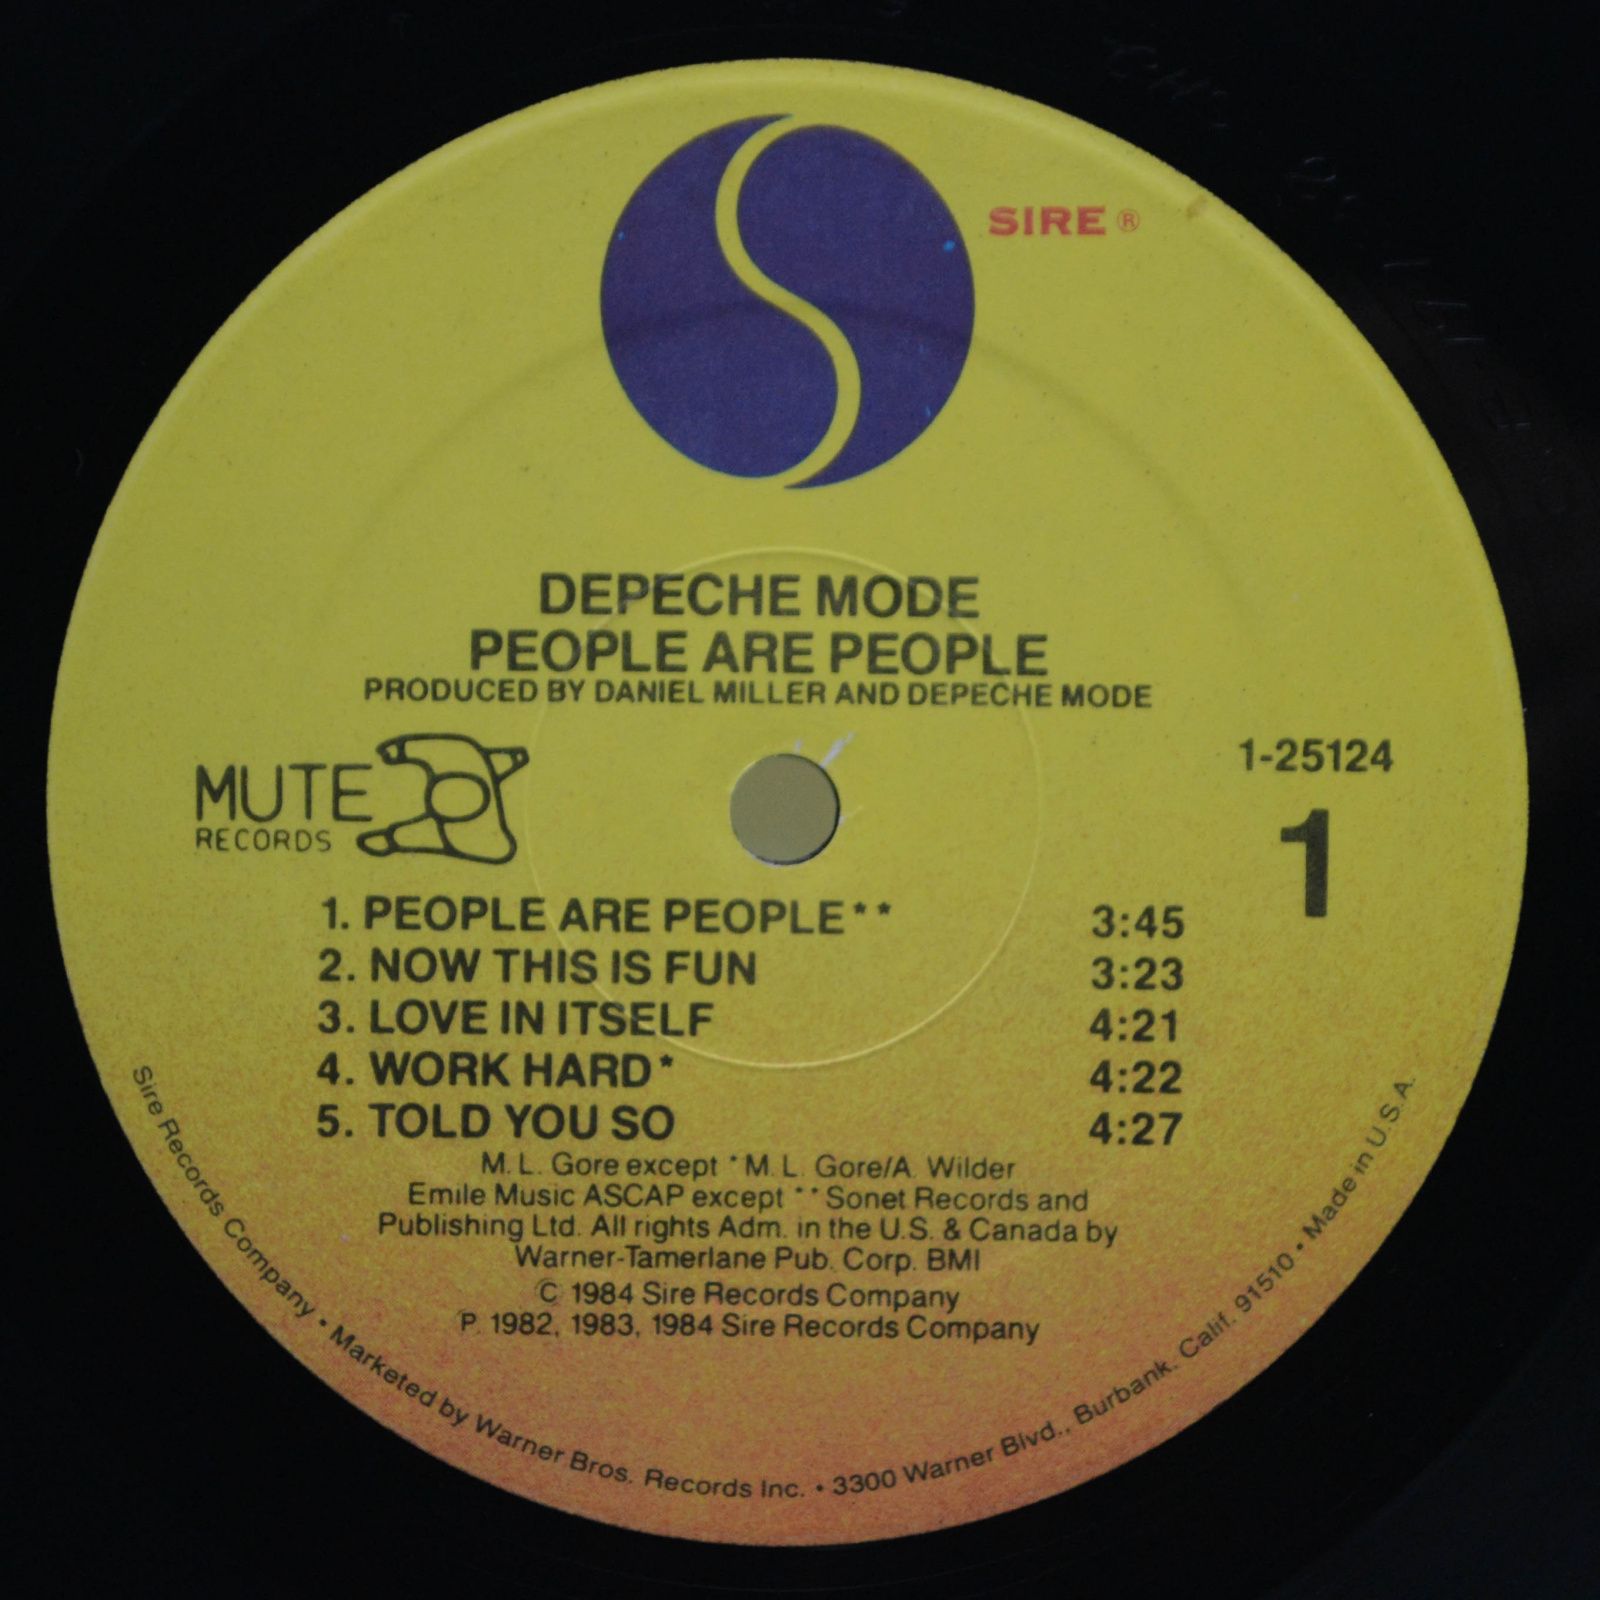 SIRE ®
DEPECHE MODE
PEOPLE ARE PEOPLE
PRODUCED BY DANIEL MILLER AND DEPECHE MODE
MUTE
RECORDS
1-25124
1
1. PEOPLE ARE PEOPLE** 3:45
2. NOW THIS IS FUN 3:23
3. LOVE IN ITSELF 4:21
4. WORK HARD* 4:22
5. TOLD YOU SO 4:27
M. L. Gore except *M. L. Gore/A. Wilder
Emile Music ASCAP except **Sonet Records and
Publishing Ltd. All rights Adm. in the U.S. & Canada by
Warner-Tamerlane Pub. Corp. BMI
© 1984 Sire Records Company
℗ 1982, 1983, 1984 Sire Records Company
Sire Records Company • Marketed by Warner Bros. Records Inc. • 3300 Warner Blvd., Burbank, Calif. 91510 • Made in U.S.A.